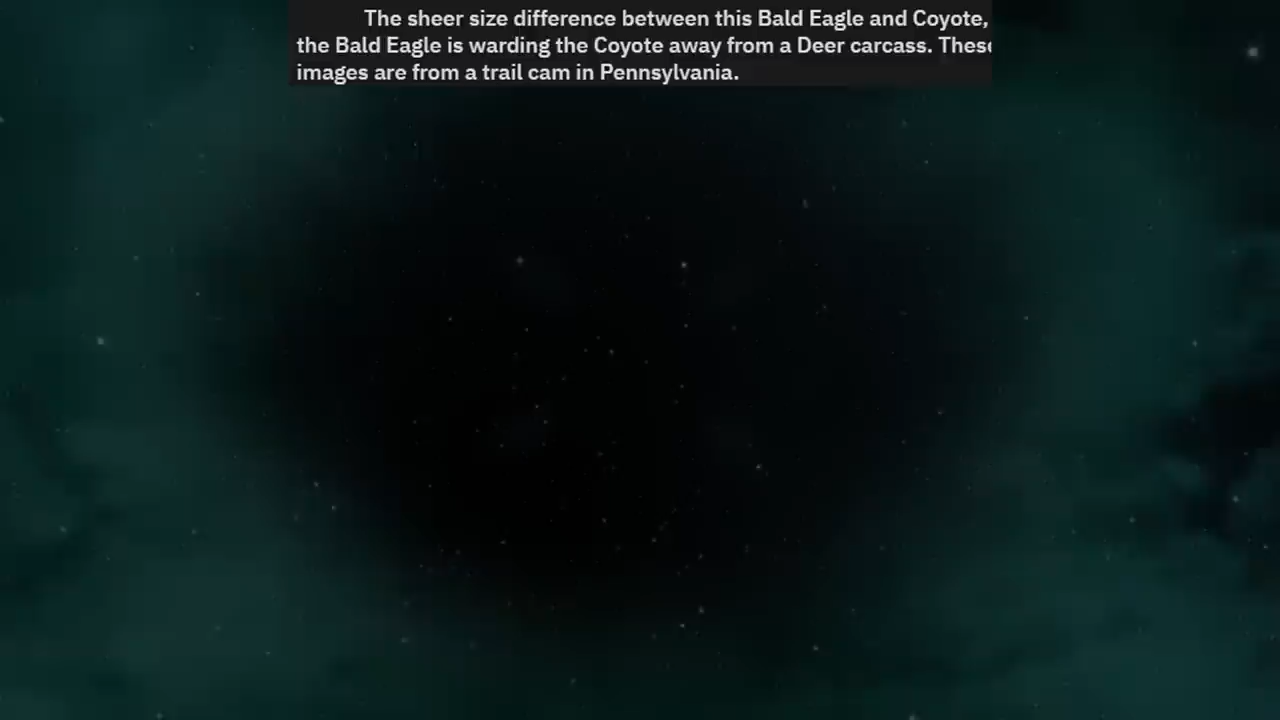 The sheer size difference between this Bald Eagle and Coyote,
the Bald Eagle is warding the Coyote away from a Deer carcass. These
images are from a trail cam in Pennsylvania.